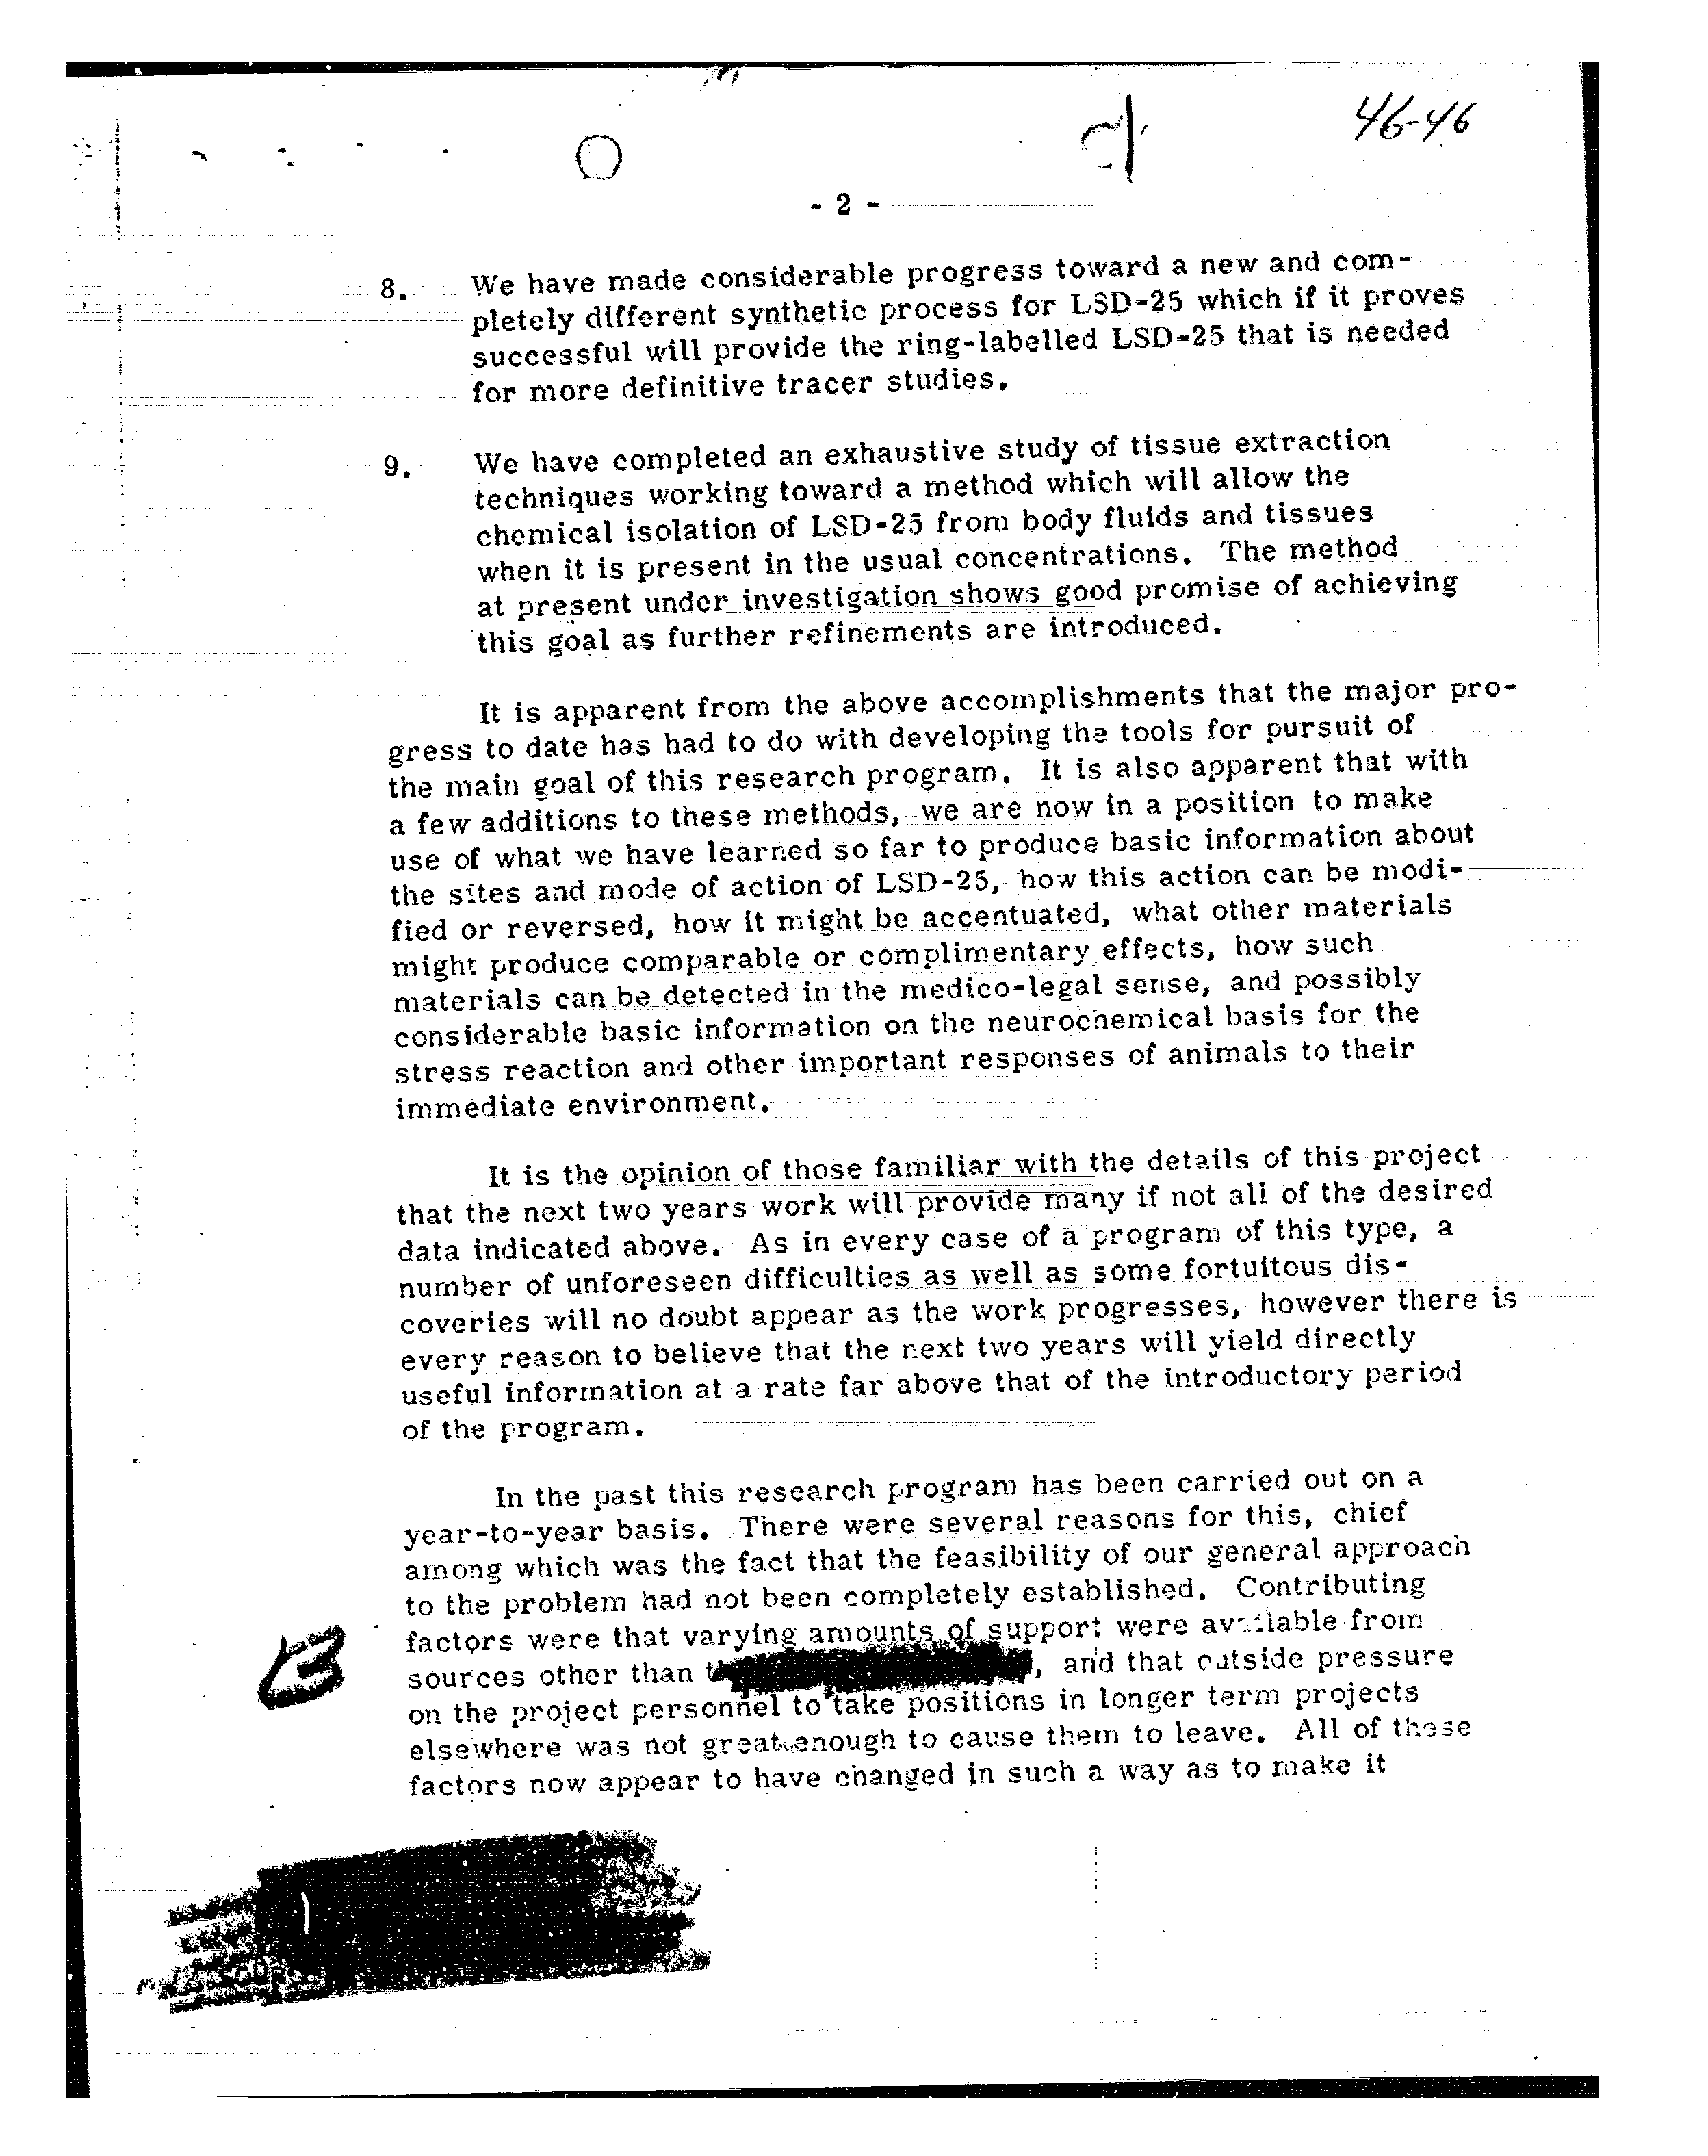 46-46
- 2 -
8. We have made considerable progress toward a new and com-
pletely different synthetic process for LSD-25 which if it proves
successful will provide the ring-labelled LSD-25 that is needed
for more definitive tracer studies.
9. We have completed an exhaustive study of tissue extraction
techniques working toward a method which will allow the
chemical isolation of LSD-25 from body fluids and tissues
when it is present in the usual concentrations. The method
at present under investigation shows good promise of achieving
this goal as further refinements are introduced.
It is apparent from the above accomplishments that the major pro-
gress to date has had to do with developing the tools for pursuit of
the main goal of this research program. It is also apparent that with
a few additions to these methods, we are now in a position to make
use of what we have learned so far to produce basic information about
the sites and mode of action of LSD-25, how this action can be modi-
fied or reversed, how it might be accentuated, what other materials
might produce comparable or complimentary effects, how such
materials can be detected in the medico-legal sense, and possibly
considerable basic information on the neurochemical basis for the
stress reaction and other important responses of animals to their
immediate environment.
It is the opinion of those familiar with the details of this project
that the next two years work will provide many if not all of the desired
data indicated above. As in every case of a program of this type, a
number of unforeseen difficulties as well as some fortuitous dis-
coveries will no doubt appear as the work progresses, however there is
every reason to believe that the next two years will yield directly
useful information at a rate far above that of the introductory period
of the program.
In the past this research program has been carried out on a
year-to-year basis. There were several reasons for this, chief
among which was the fact that the feasibility of our general approach
to the problem had not been completely established. Contributing
factors were that varying amounts of support were available from
sources other than , and that outside pressure
on the project personnel to take positions in longer term projects
elsewhere was not great enough to cause them to leave. All of these
factors now appear to have changed in such a way as to make it